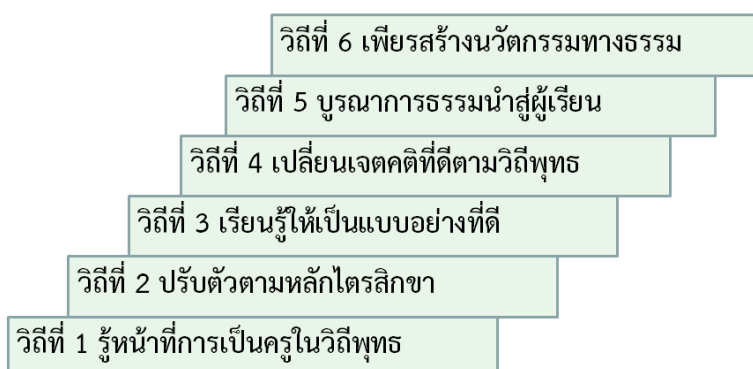 วิถีที่ 6 เพียรสร้างนวัตกรรมทางธรรม
วิถีที่ 5 บูรณาการธรรมนำสู่ผู้เรียน
วิถีที่ 4 เปลี่ยนเจตคติที่ดีตามวิถีพุทธ
วิถีที่ 3 เรียนรู้ให้เป็นแบบอย่างที่ดี
วิถีที่ 2 ปรับตัวตามหลักไตรสิกขา
วิถีที่ 1 รู้หน้าที่การเป็นครูในวิถีพุทธ